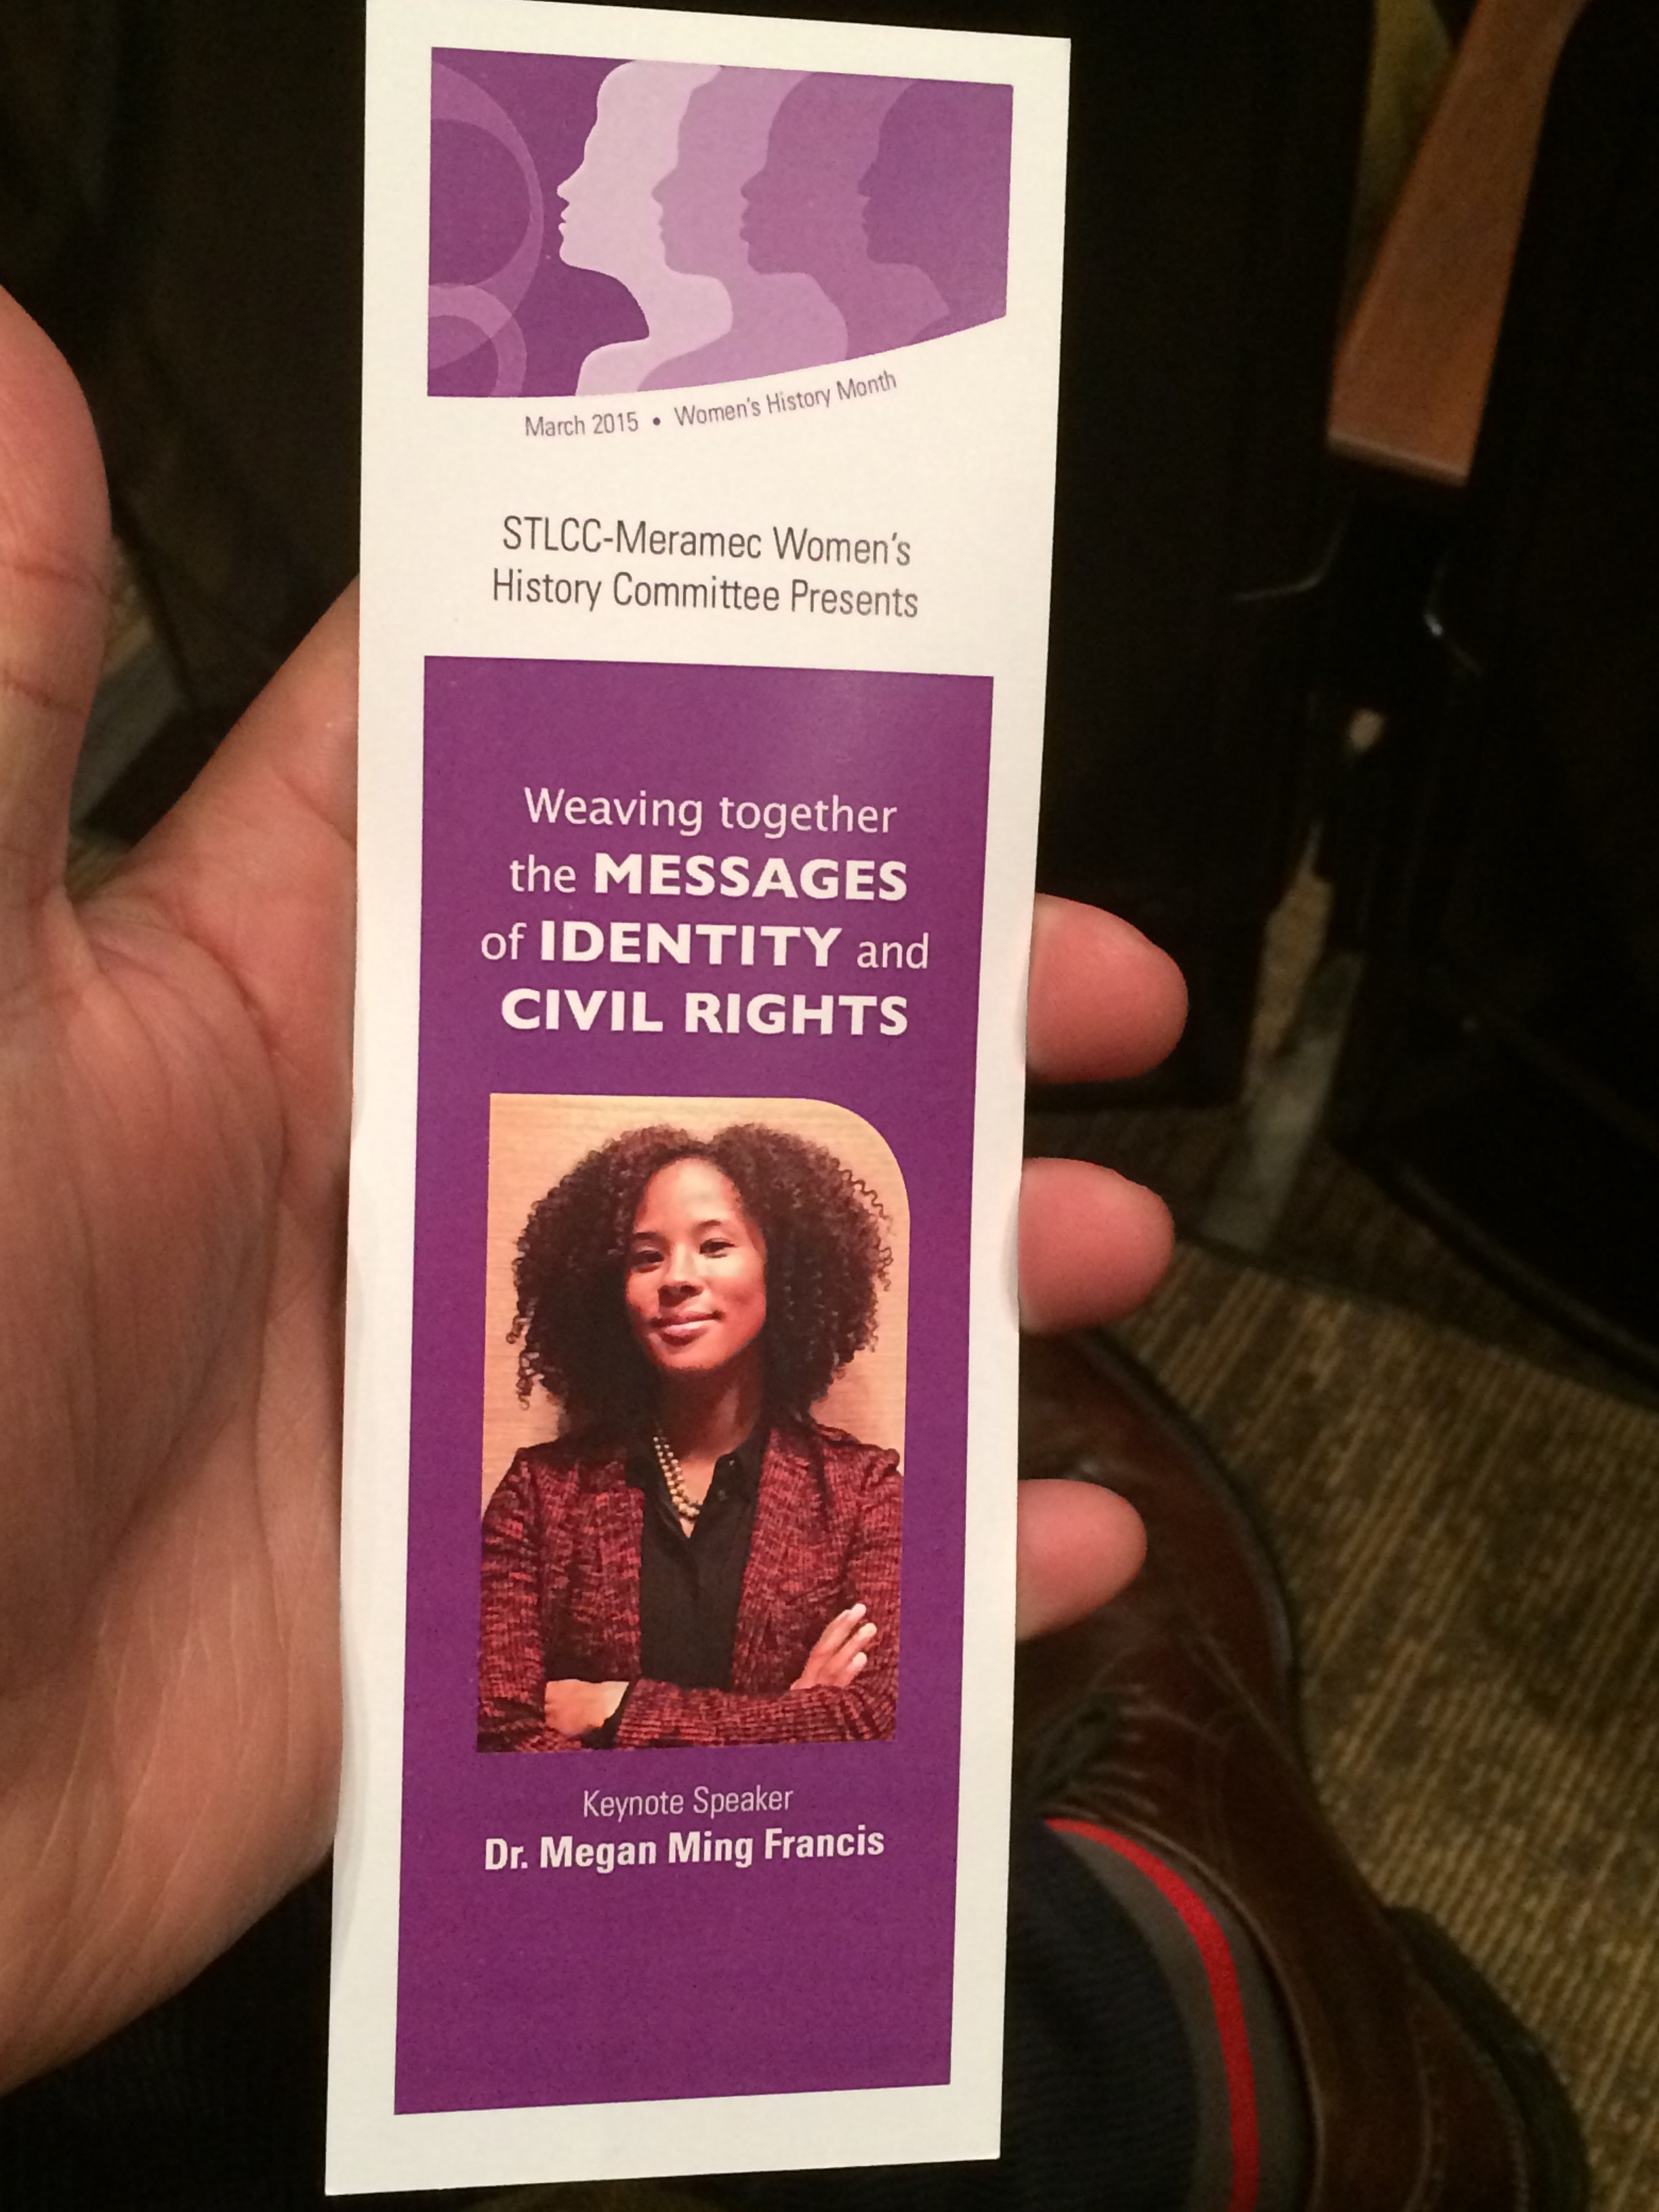 March 2015 • Women's History Month
STLCC-Meramec Women's
History Committee Presents
Weaving together
the MESSAGES
of IDENTITY and
CIVIL RIGHTS
Keynote Speaker
Dr. Megan Ming Francis